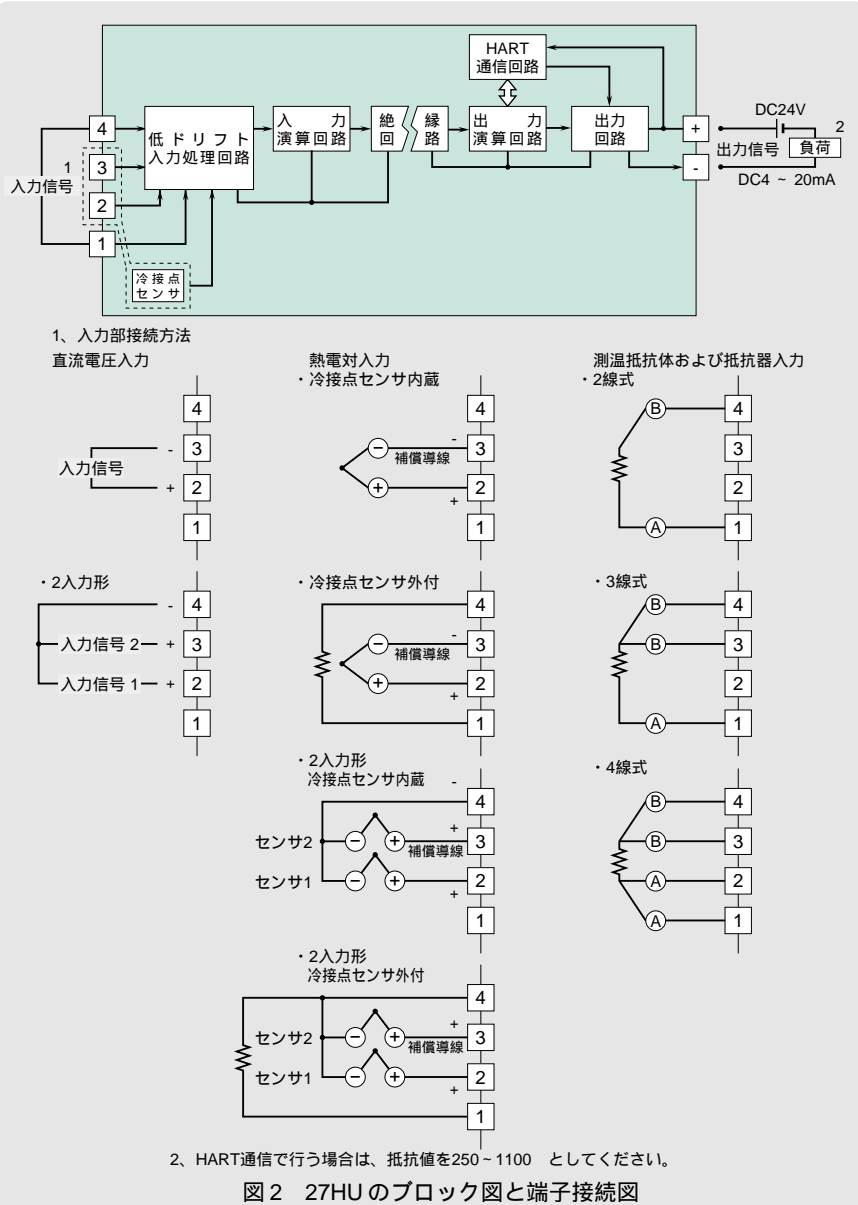 HART
通信回路
入力
演算回路
絶縁
回路
出力
演算回路
出力
回路
低ドリフト
入力処理回路
4
3
2
1
1
入力信号
冷接点
センサ
+
-
DC24V
出力信号
2
負荷
DC4 ~ 20mA
1、入力部接続方法
直流電圧入力
4
- 3
入力信号
+ 2
1
・2入力形
- 4
入力信号 2 + 3
入力信号 1 + 2
1
熱電対入力
・冷接点センサ内蔵
4
- 3
補償導線
2
+
1
・冷接点センサ外付
4
- 3
補償導線
2
+
1
・2入力形
冷接点センサ内蔵
-
4
+
センサ2 - + 補償導線 3
センサ1 - + 2
+
1
・2入力形
冷接点センサ外付
4
+
センサ2 - + 補償導線 3
センサ1 - + 2
+
1
測温抵抗体および抵抗器入力
・2線式
B 4
3
2
A 1
・3線式
B 4
B 3
2
A 1
・4線式
B 4
B 3
A 2
A 1
2、HART通信で行う場合は、抵抗値を250~1100 としてください。
図2 27HUのブロック図と端子接続図